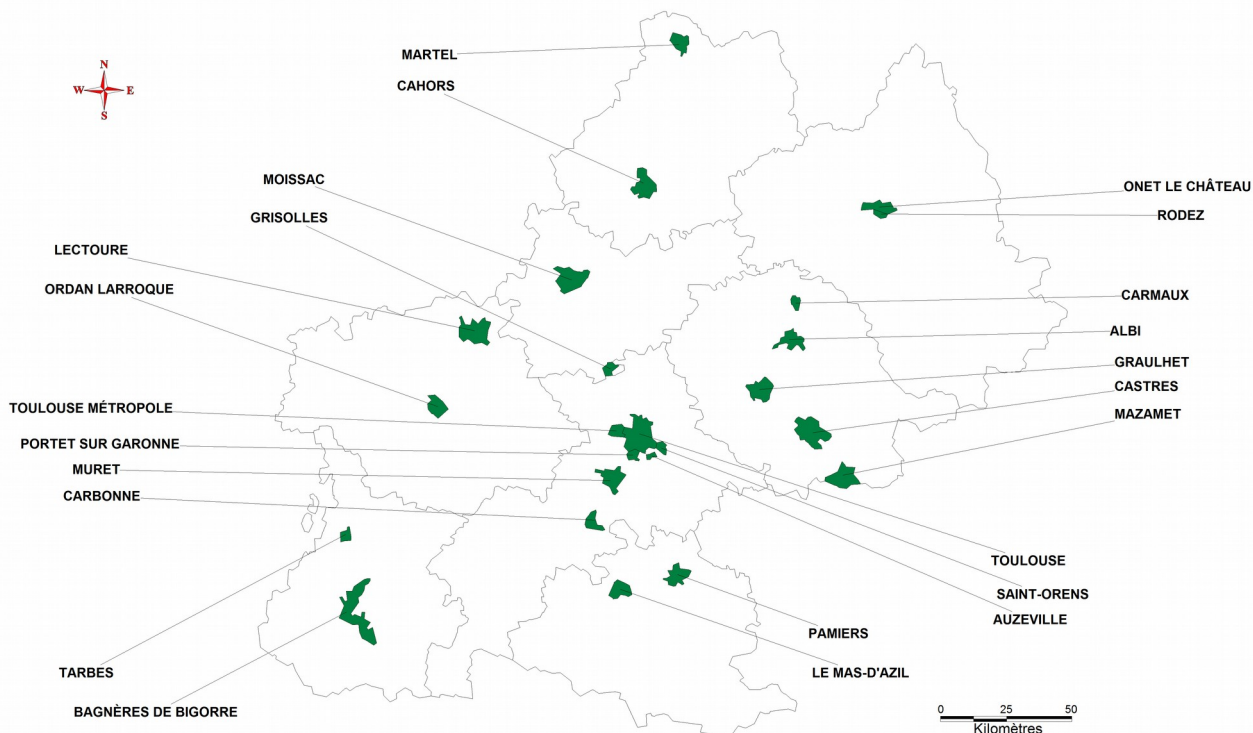 MARTEL
CAHORS
N
W E
S
MOISSAC
GRISOLLES
LECTOURE
ORDAN LARROQUE
TOULOUSE MÉTROPOLE
PORTET SUR GARONNE
MURET
CARBONNE
TARBES
BAGNÈRES DE BIGORRE
ONET LE CHÂTEAU
RODEZ
CARMAUX
ALBI
GRAULHET
CASTRES
MAZAMET
TOULOUSE
SAINT-ORENS
AUZEVILLE
PAMIERS
LE MAS-D'AZIL
0 25 50
Kilomètres